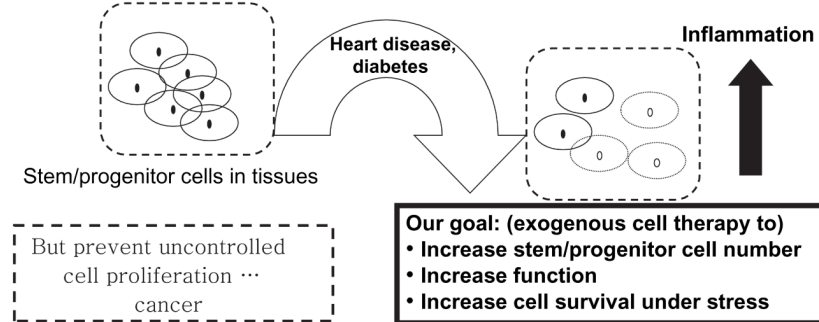 Heart disease,
diabetes
Inflammation
Stem/progenitor cells in tissues
But prevent uncontrolled
cell proliferation ⋯
cancer
Our goal: (exogenous cell therapy to)
• Increase stem/progenitor cell number
• Increase function
• Increase cell survival under stress